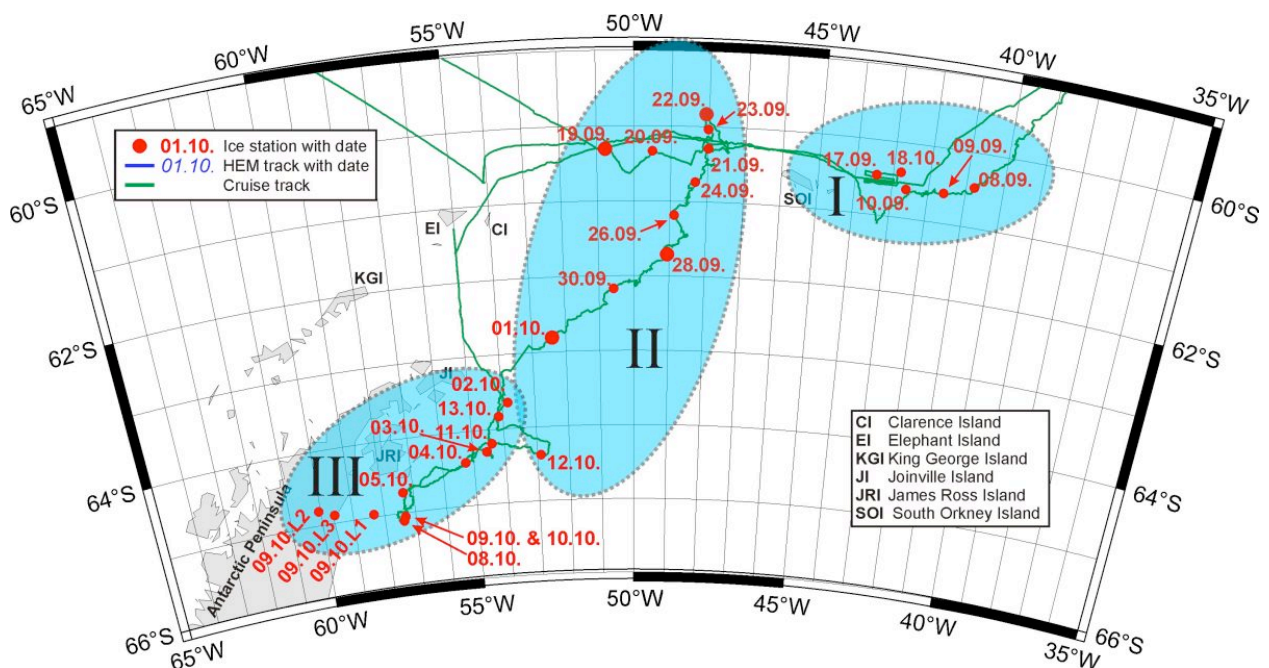 65°W
60°W
55°W
50°W
45°W
40°W
35°W
60°S
62°S
64°S
66°S
60°S
62°S
64°S
66°S
65°W
60°W
55°W
50°W
45°W
40°W
35°W
01.10. Ice station with date
01.10. HEM track with date
Cruise track
22.09.
23.09.
19.09.
20.09.
21.09.
24.09.
26.09.
28.09.
30.09.
01.10.
II
17.09.
18.10.
09.09.
08.09.
10.09.
SOI
I
EI
CI
KGI
JI
02.10.
13.10.
03.10.
11.10.
04.10.
JRI
12.10.
III
05.10.
09.10.L2
09.10.L3
09.10.L1
09.10. & 10.10.
08.10.
Antarctic Peninsula
CI Clarence Island
EI Elephant Island
KGI King George Island
JI Joinville Island
JRI James Ross Island
SOI South Orkney Island